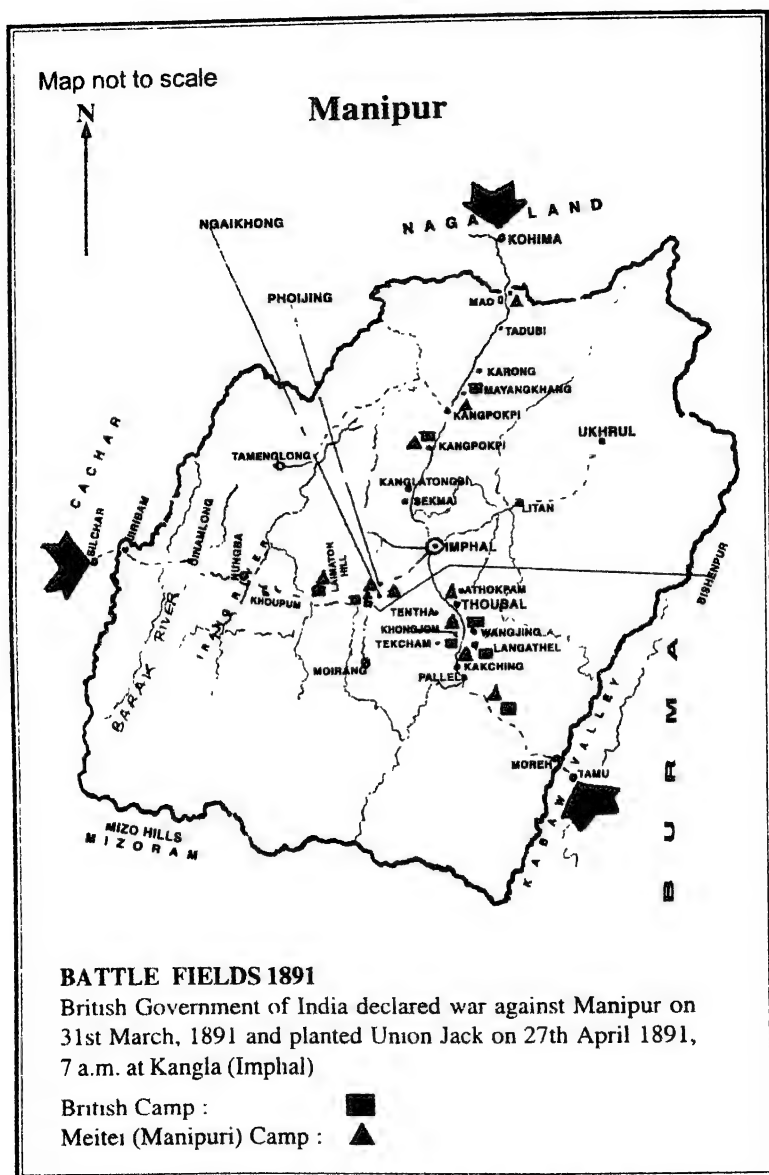 Map not to scale
N
Manipur
NAGALAND
KOHIMA
NGAIKHONG
PHOIJING
MAO
TADUBI
KARONG
MAYANGKHANG
KANGPOKPI
KANGPOKPI
UKHRUL
TAMENGLONG
CACHAR
KANGLATONGBI
SEKMAI
LITAN
SILCHAR
JIRIBAM
DINAMLONG
NUNGBA
IRANG RIVER
LAIMATON HILL
IMPHAL
BISHENPUR
KHOUPUM
ATHOKPAM
THOUBAL
TENTHA
KHONGJOM
WANGJING
TEKCHAM
LANGATHEL
BARAK RIVER
MOIRANG
KAKCHING
PALLEL
MOREH
TAMU
KABAW VALLEY
BURMA
MIZO HILLS
MIZORAM
BATTLE FIELDS 1891
British Government of India declared war against Manipur on
31st March, 1891 and planted Union Jack on 27th April 1891,
7 a.m. at Kangla (Imphal)
British Camp :
Meitei (Manipuri) Camp :